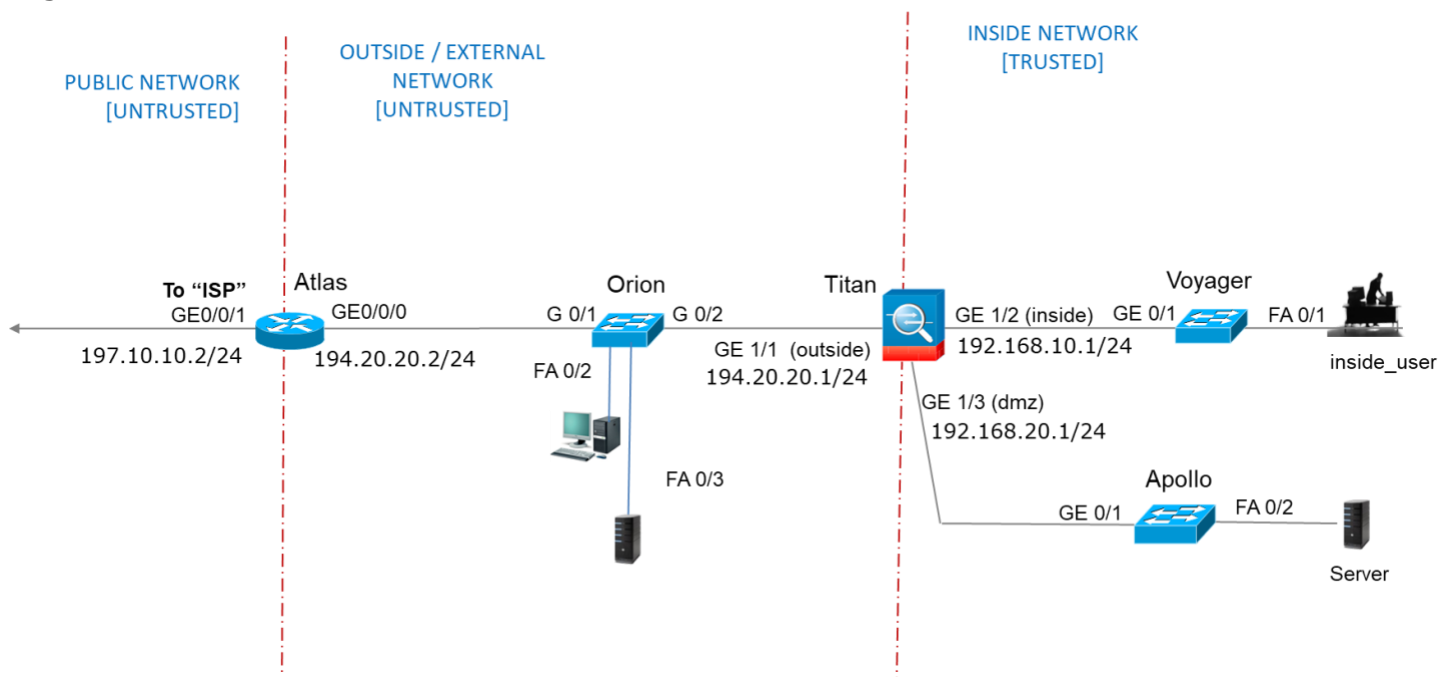 PUBLIC NETWORK
[UNTRUSTED]
OUTSIDE / EXTERNAL
NETWORK
[UNTRUSTED]
INSIDE NETWORK
[TRUSTED]
To “ISP”
GE0/0/1
197.10.10.2/24
Atlas
GE0/0/0
194.20.20.2/24
Orion
G 0/1
G 0/2
FA 0/2
FA 0/3
Titan
GE 1/1 (outside)
194.20.20.1/24
GE 1/2 (inside)
192.168.10.1/24
Voyager
GE 0/1
FA 0/1
inside_user
GE 1/3 (dmz)
192.168.20.1/24
Apollo
GE 0/1
FA 0/2
Server